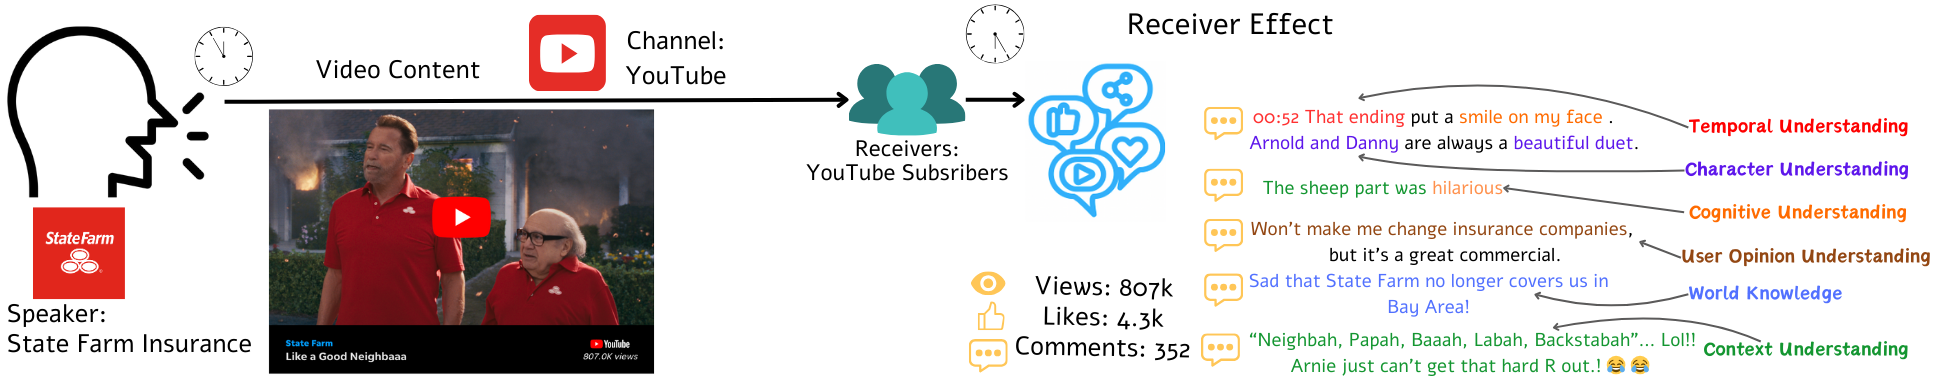 Receiver Effect
Video Content
Channel:
YouTube
StateFarm
Speaker:
State Farm Insurance
State Farm
Like a Good Neighbaaa
YouTube
807.0K views
Receivers:
YouTube Subsribers
Views: 807k
Likes: 4.3k
Comments: 352
00:52 That ending put a smile on my face .
Arnold and Danny are always a beautiful duet.
The sheep part was hilarious
Won't make me change insurance companies,
but it's a great commercial.
Sad that State Farm no longer covers us in
Bay Area!
“Neighbah, Papah, Baaah, Labah, Backstabah”... Lol!!
Arnie just can't get that hard R out.! 😂 😂
Temporal Understanding
Character Understanding
Cognitive Understanding
User Opinion Understanding
World Knowledge
Context Understanding